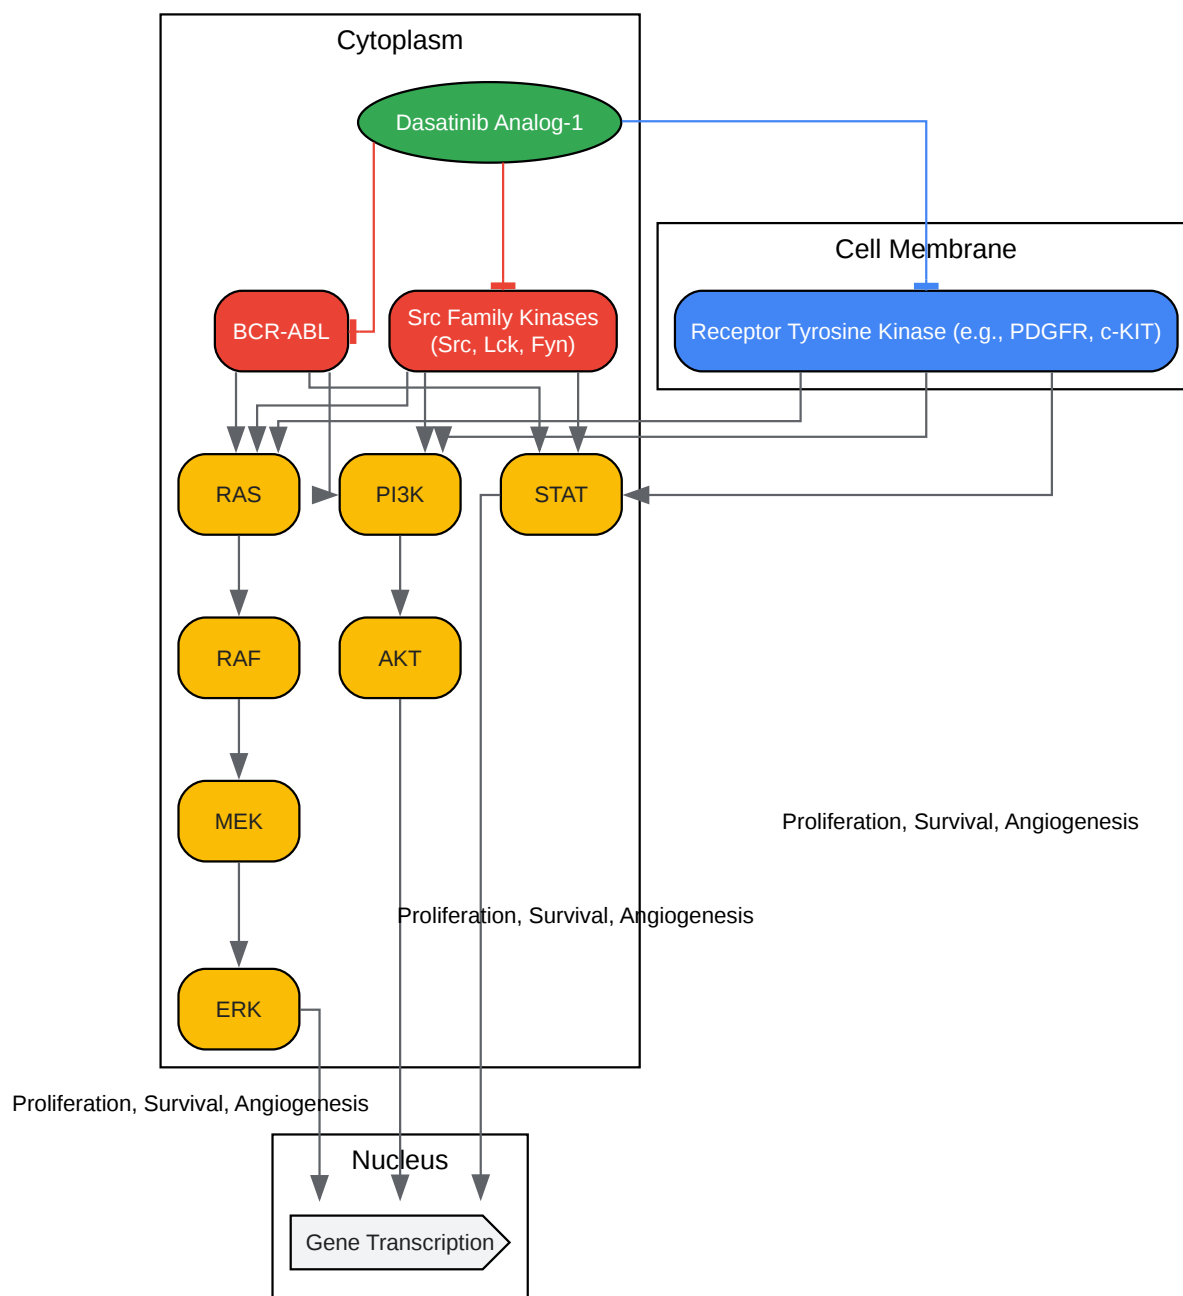 Cytoplasm
Dasatinib Analog-1
Cell Membrane
BCR-ABL
Src Family Kinases
(Src, Lck, Fyn)
Receptor Tyrosine Kinase (e.g., PDGFR, c-KIT)
RAS
PI3K
STAT
RAF
AKT
MEK
Proliferation, Survival, Angiogenesis
Proliferation, Survival, Angiogenesis
ERK
Proliferation, Survival, Angiogenesis
Nucleus
Gene Transcription